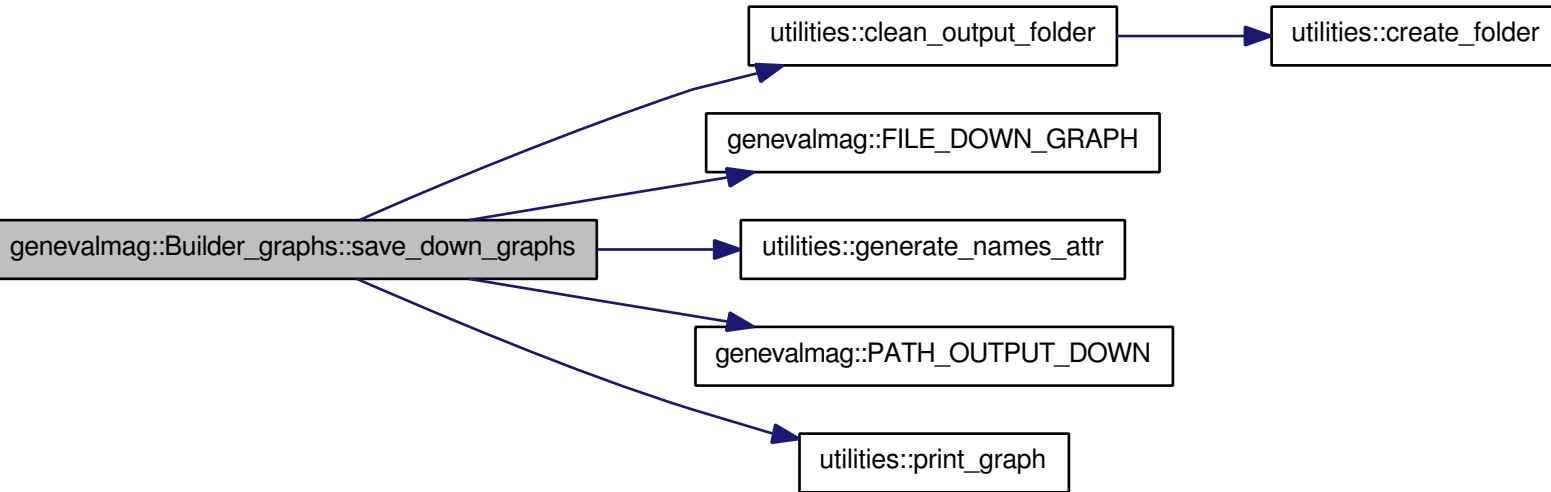 utilities::clean_output_folder
utilities::create_folder
genevalmag::FILE_DOWN_GRAPH
genevalmag::Builder_graphs::save_down_graphs
utilities::generate_names_attr
genevalmag::PATH_OUTPUT_DOWN
utilities::print_graph